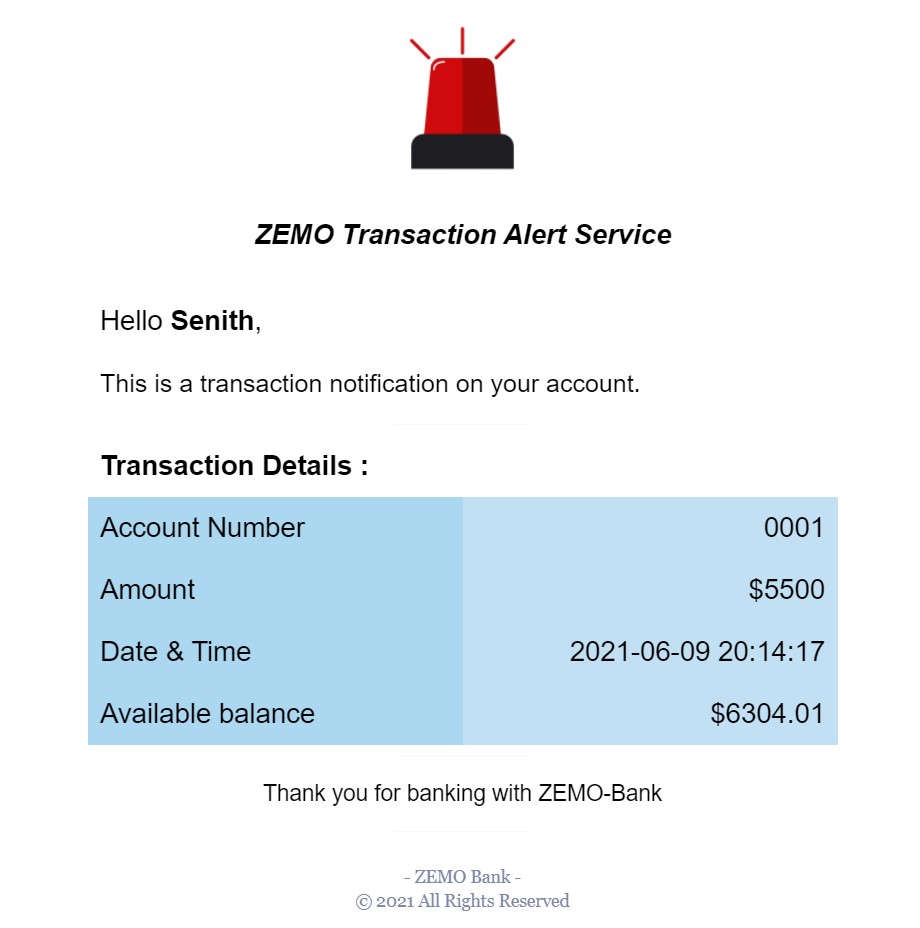 ZEMO Transaction Alert Service
Hello Senith,
This is a transaction notification on your account.
Transaction Details :
Account Number 0001
Amount $5500
Date & Time 2021-06-09 20:14:17
Available balance $6304.01
Thank you for banking with ZEMO-Bank
- ZEMO Bank -
© 2021 All Rights Reserved